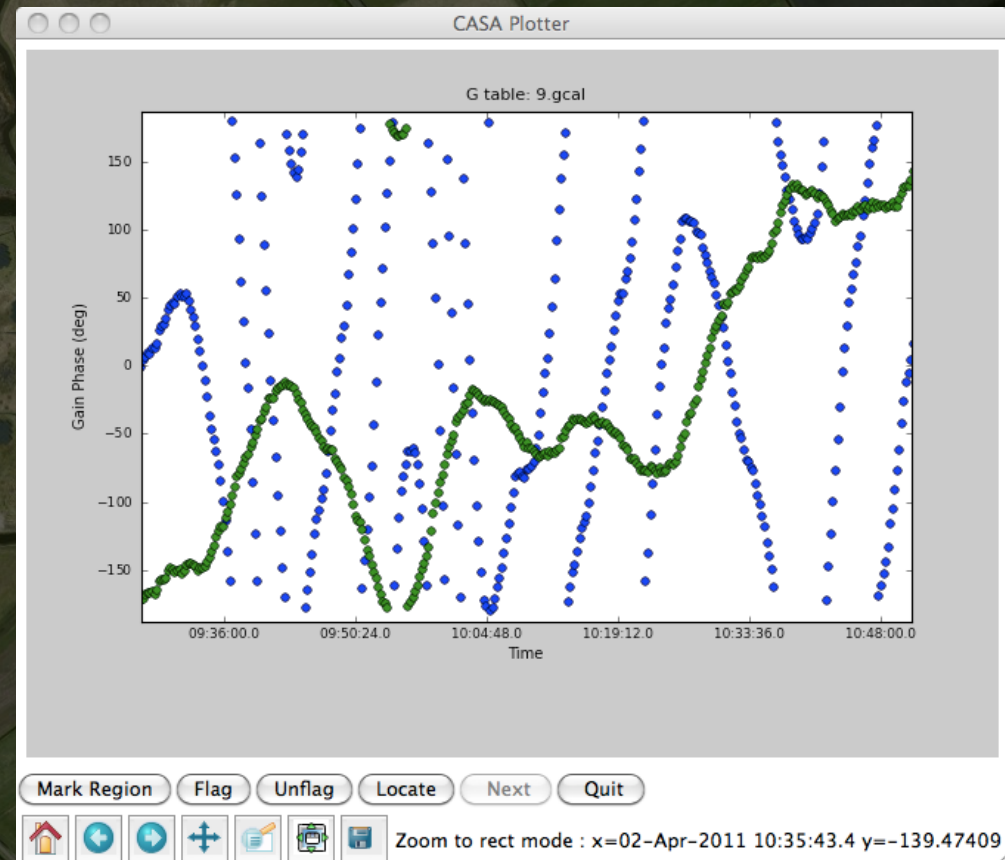 CASA Plotter
G table: 9.gcal
Gain Phase (deg)
150
100
50
0
−50
−100
−150
09:36:00.0 09:50:24.0 10:04:48.0 10:19:12.0 10:33:36.0 10:48:00.0
Time
Mark Region Flag Unflag Locate Next Quit
Zoom to rect mode : x=02-Apr-2011 10:35:43.4 y=-139.47409